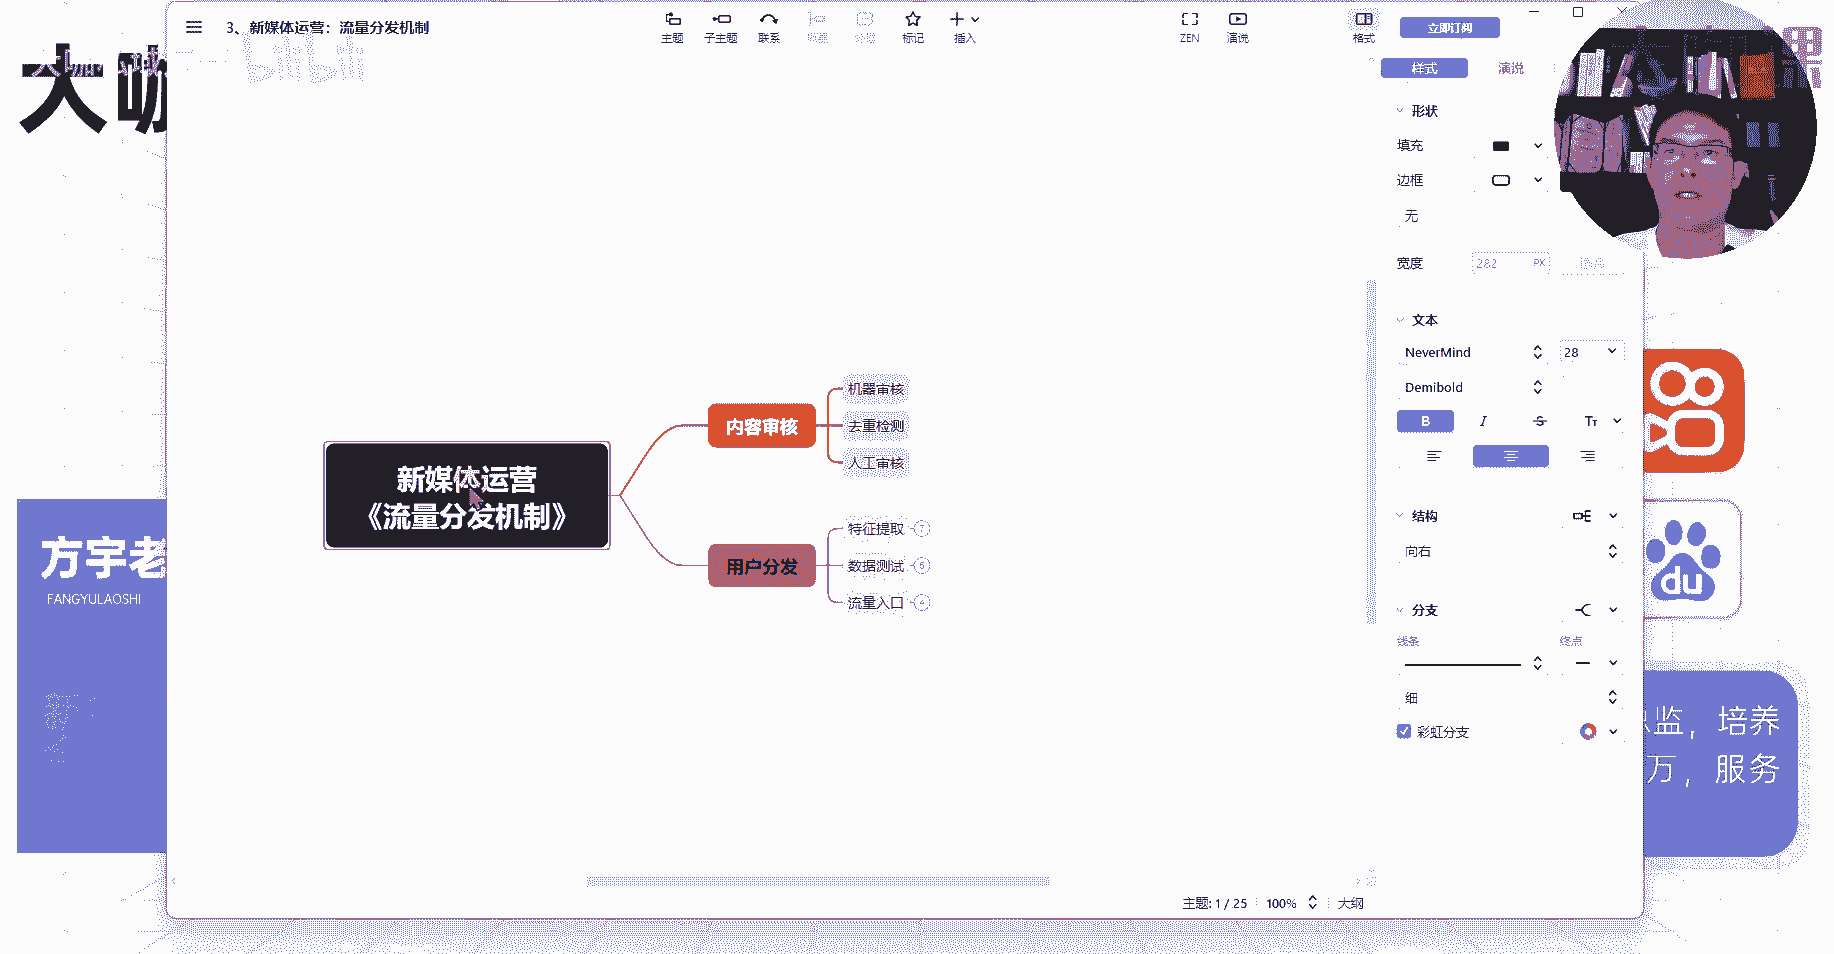 3、新媒体运营：流量分发机制
主题
子主题
联系
标记
插入
ZEN
演说
格式
立即订阅
bilibili
大咖
样式
演说
形状
填充
边框
无
宽度
282
PX
文本
NeverMind
28
Demibold
B
I
S
Tт
结构
向右
分支
线条
终点
细
彩虹分支
新媒体运营
《流量分发机制》
内容审核
机器审核
去重检测
人工审核
用户分发
特征提取
7
数据测试
流量入口
方宇老
FANGYULAOSHI
du
监，培养
万，服务
主题: 1 / 25
100%
大纲